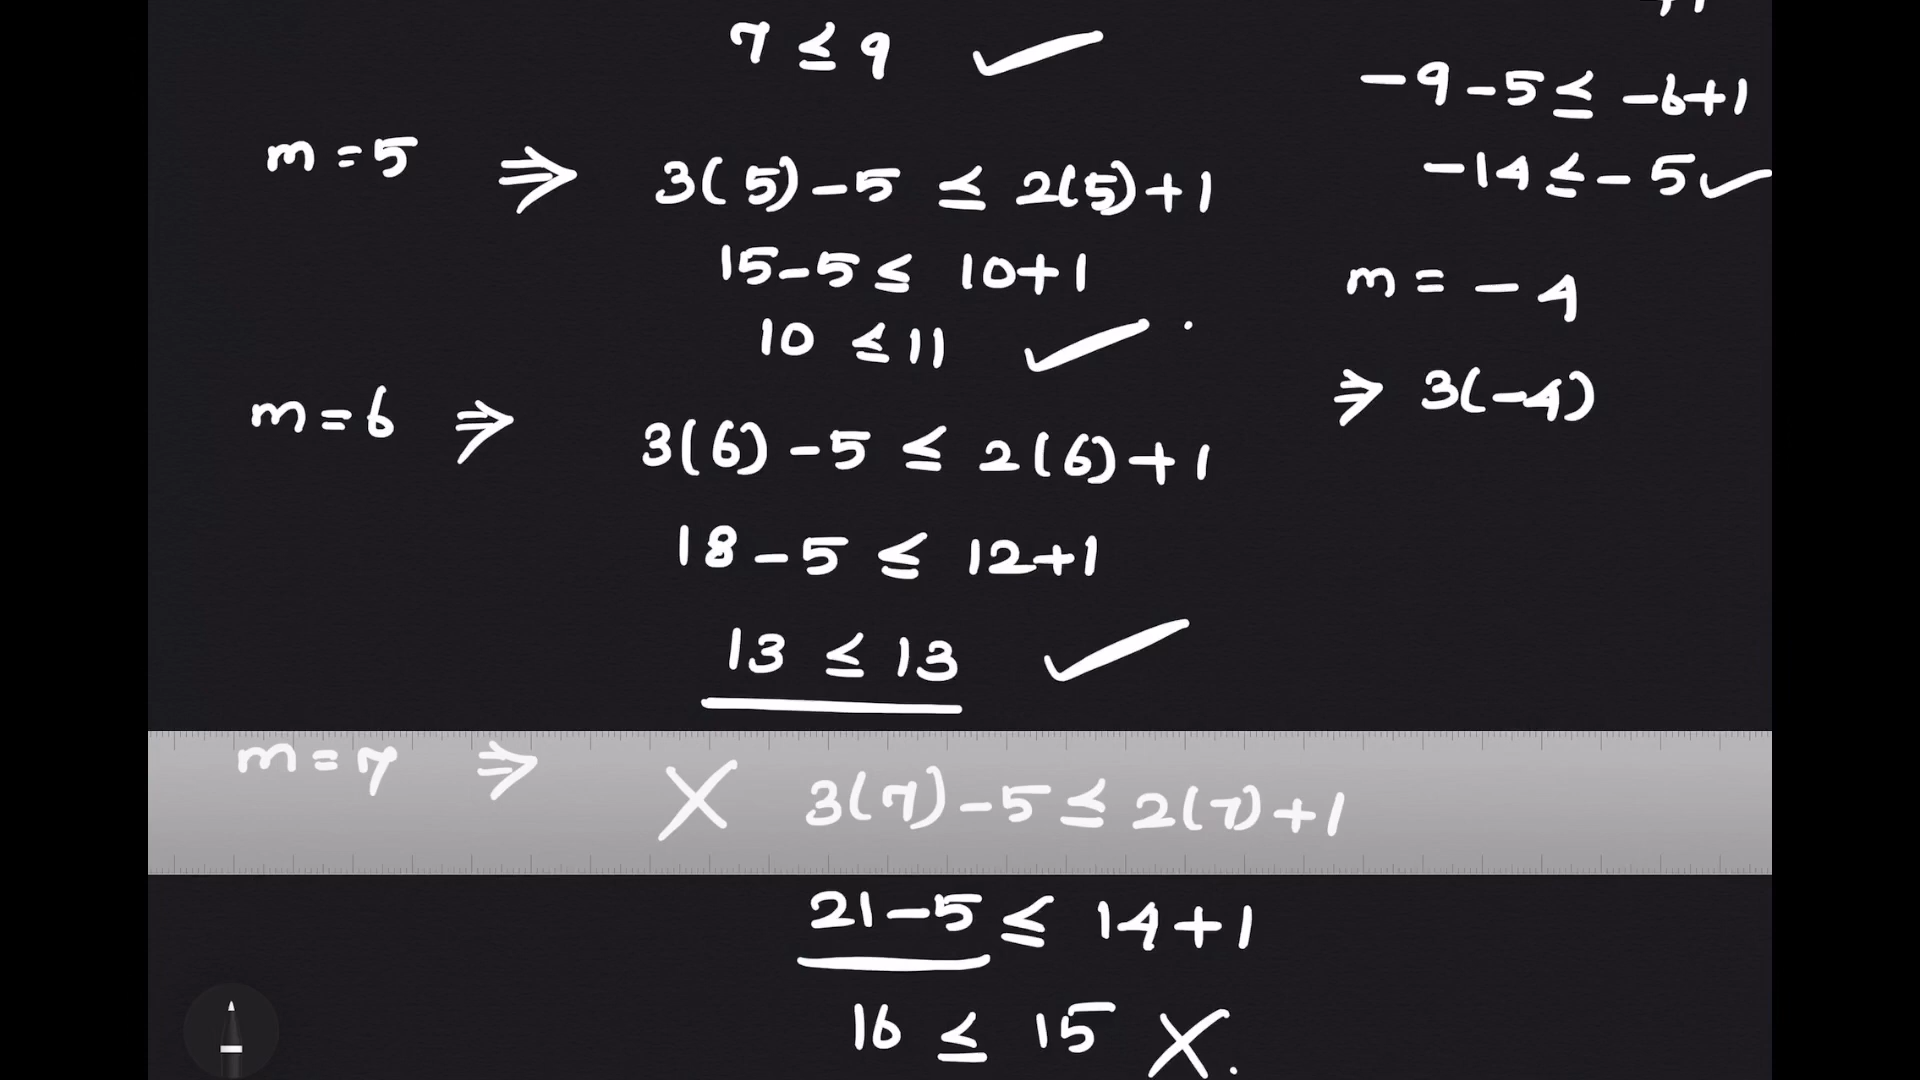 7 ≤ 9 ✓
m = 5 ⇒ 3(5) - 5 ≤ 2(5) + 1
15 - 5 ≤ 10 + 1
10 ≤ 11 ✓
m = 6 ⇒ 3(6) - 5 ≤ 2(6) + 1
18 - 5 ≤ 12 + 1
13 ≤ 13 ✓
m = 7 ⇒ X 3(7) - 5 ≤ 2(7) + 1
21 - 5 ≤ 14 + 1
16 ≤ 15 X.
-9 - 5 ≤ -6 + 1
-14 ≤ -5 ✓
m = -4
⇒ 3(-4)